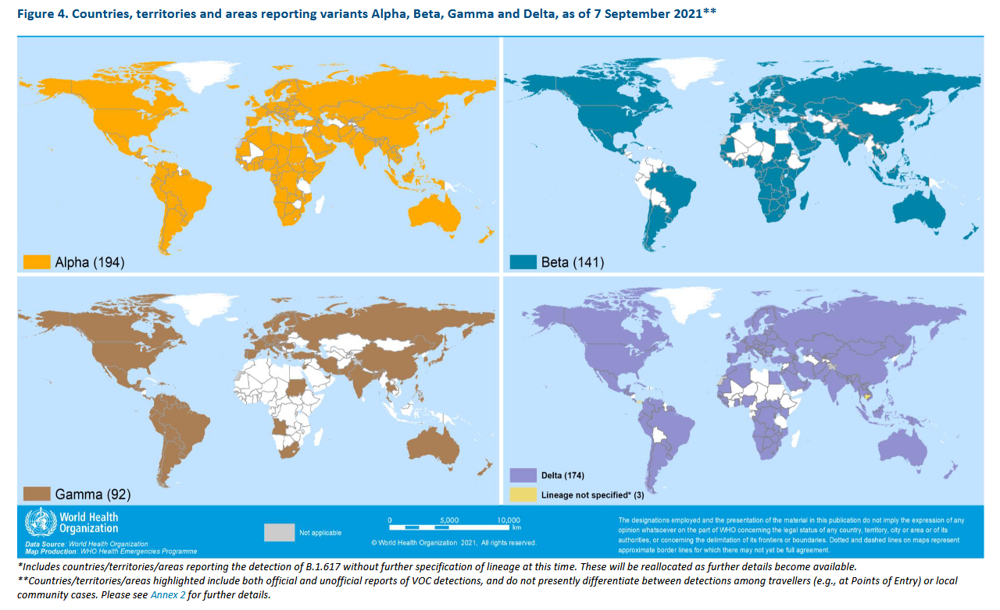 Figure 4. Countries, territories and areas reporting variants Alpha, Beta, Gamma and Delta, as of 7 September 2021**
Alpha (194)
Beta (141)
Gamma (92)
Delta (174)
Lineage not specified* (3)
World Health
Organization
Data Source: World Health Organization
Map Production: WHO Health Emergencies Programme
Not applicable
0 5,000 10,000
km
© World Health Organization 2021, All rights reserved.
The designations employed and the presentation of the material in this publication do not imply the expression of any
opinion whatsoever on the part of WHO concerning the legal status of any country, territory, city or area or of its
authorities, or concerning the delimitation of its frontiers or boundaries. Dotted and dashed lines on maps represent
approximate border lines for which there may not yet be full agreement.
*Includes countries/territories/areas reporting the detection of B.1.617 without further specification of lineage at this time. These will be reallocated as further details become available.
**Countries/territories/areas highlighted include both official and unofficial reports of VOC detections, and do not presently differentiate between detections among travellers (e.g., at Points of Entry) or local
community cases. Please see Annex 2 for further details.